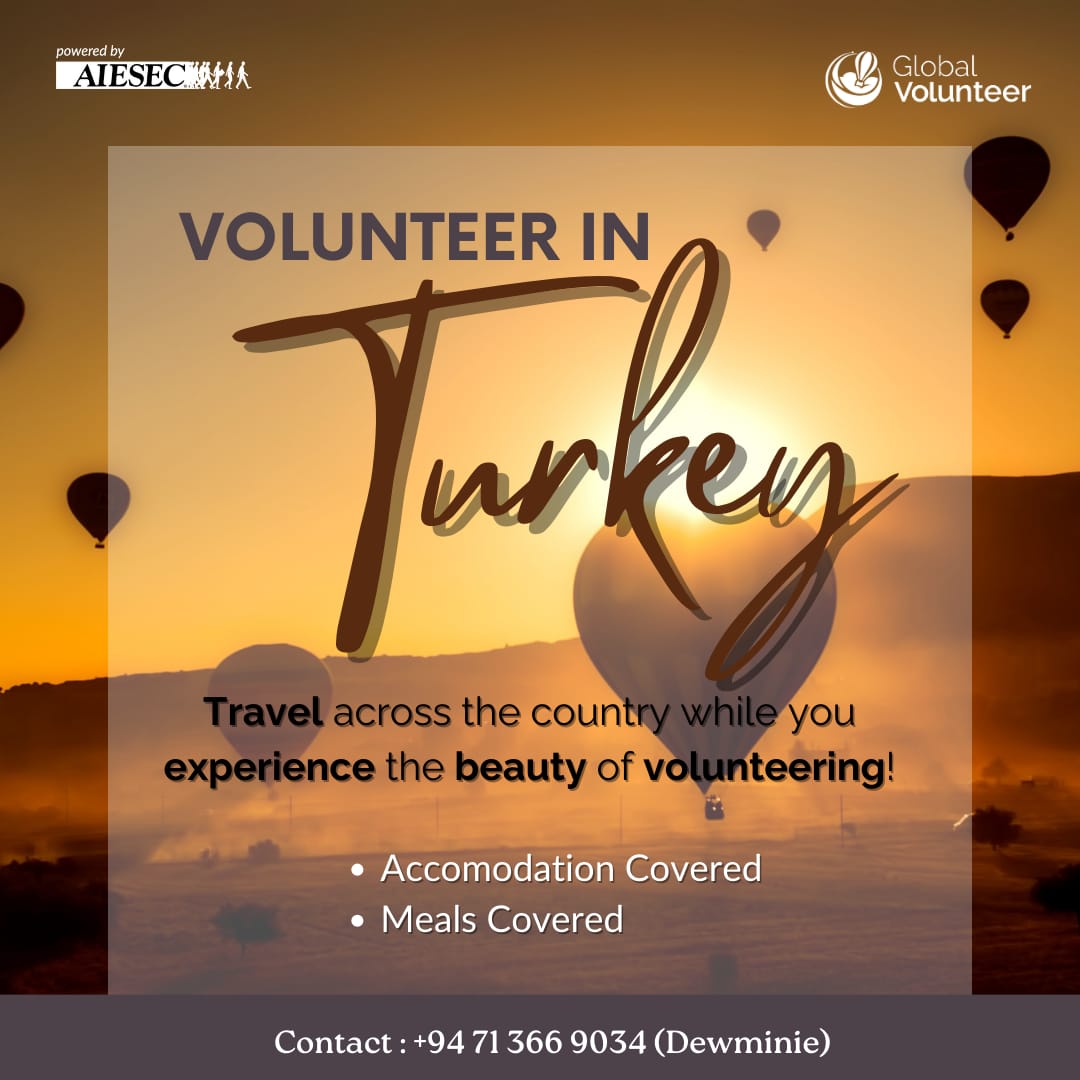 powered by
AIESEC
Global
Volunteer
VOLUNTEER IN
Turkey
Travel across the country while you
experience the beauty of volunteering!
• Accomodation Covered
• Meals Covered
Contact : +94 71 366 9034 (Dewminie)